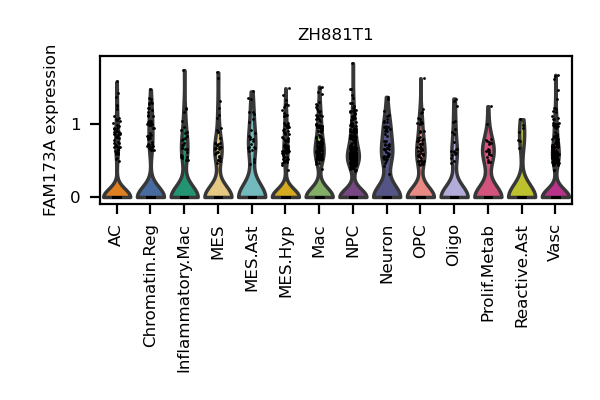 ZH881T1
FAM173A expression
1
0
AC
Chromatin.Reg
Inflammatory.Mac
MES
MES.Ast
MES.Hyp
Mac
NPC
Neuron
OPC
Oligo
Prolif.Metab
Reactive.Ast
Vasc